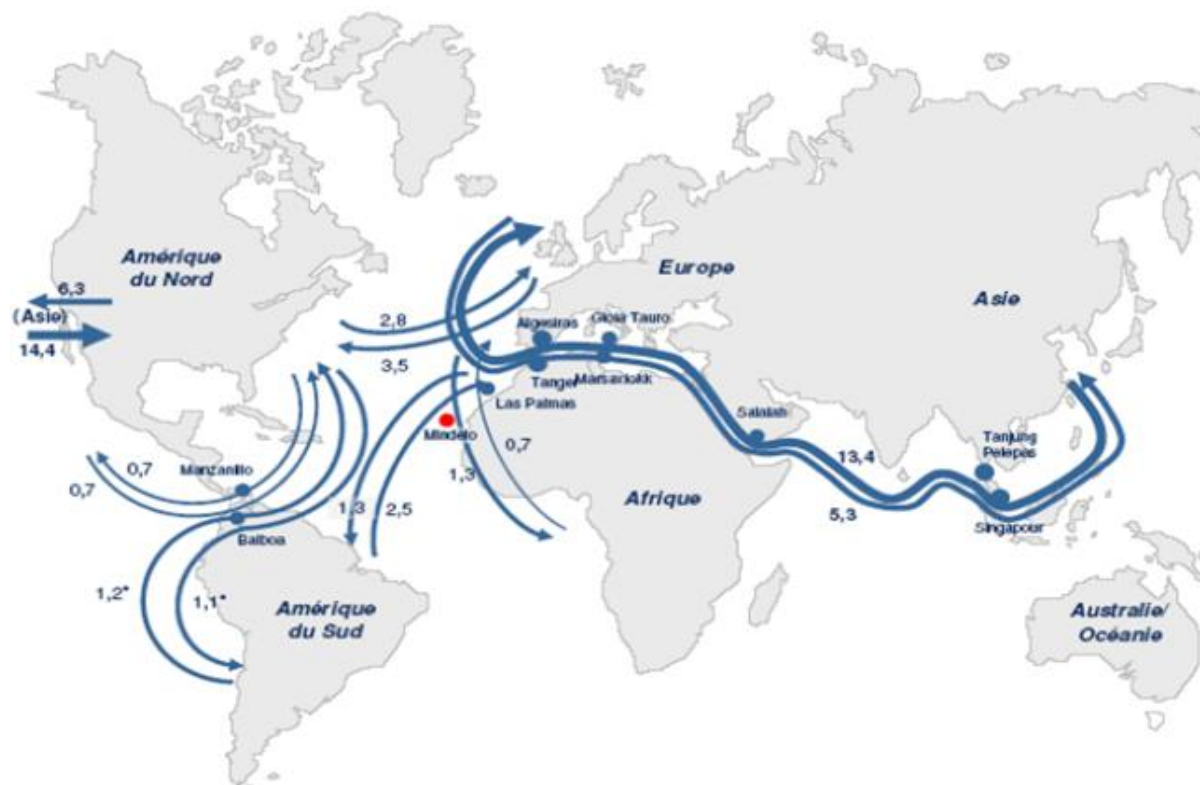 Amérique
du Nord
6,3
(Asie)
14,4
Europe
Asie
2,8
3,5
Algesiras
Gioia Tauro
Tanger
Marsaxlokk
Las Palmas
Mindelo
Salalah
Tanjung
Pelepas
Singapour
13,4
5,3
0,7
1,3
Afrique
1,3
2,5
0,7
0,7
Manzanillo
Balboa
1,2*
1,1*
Amérique
du Sud
Australie/
Océanie